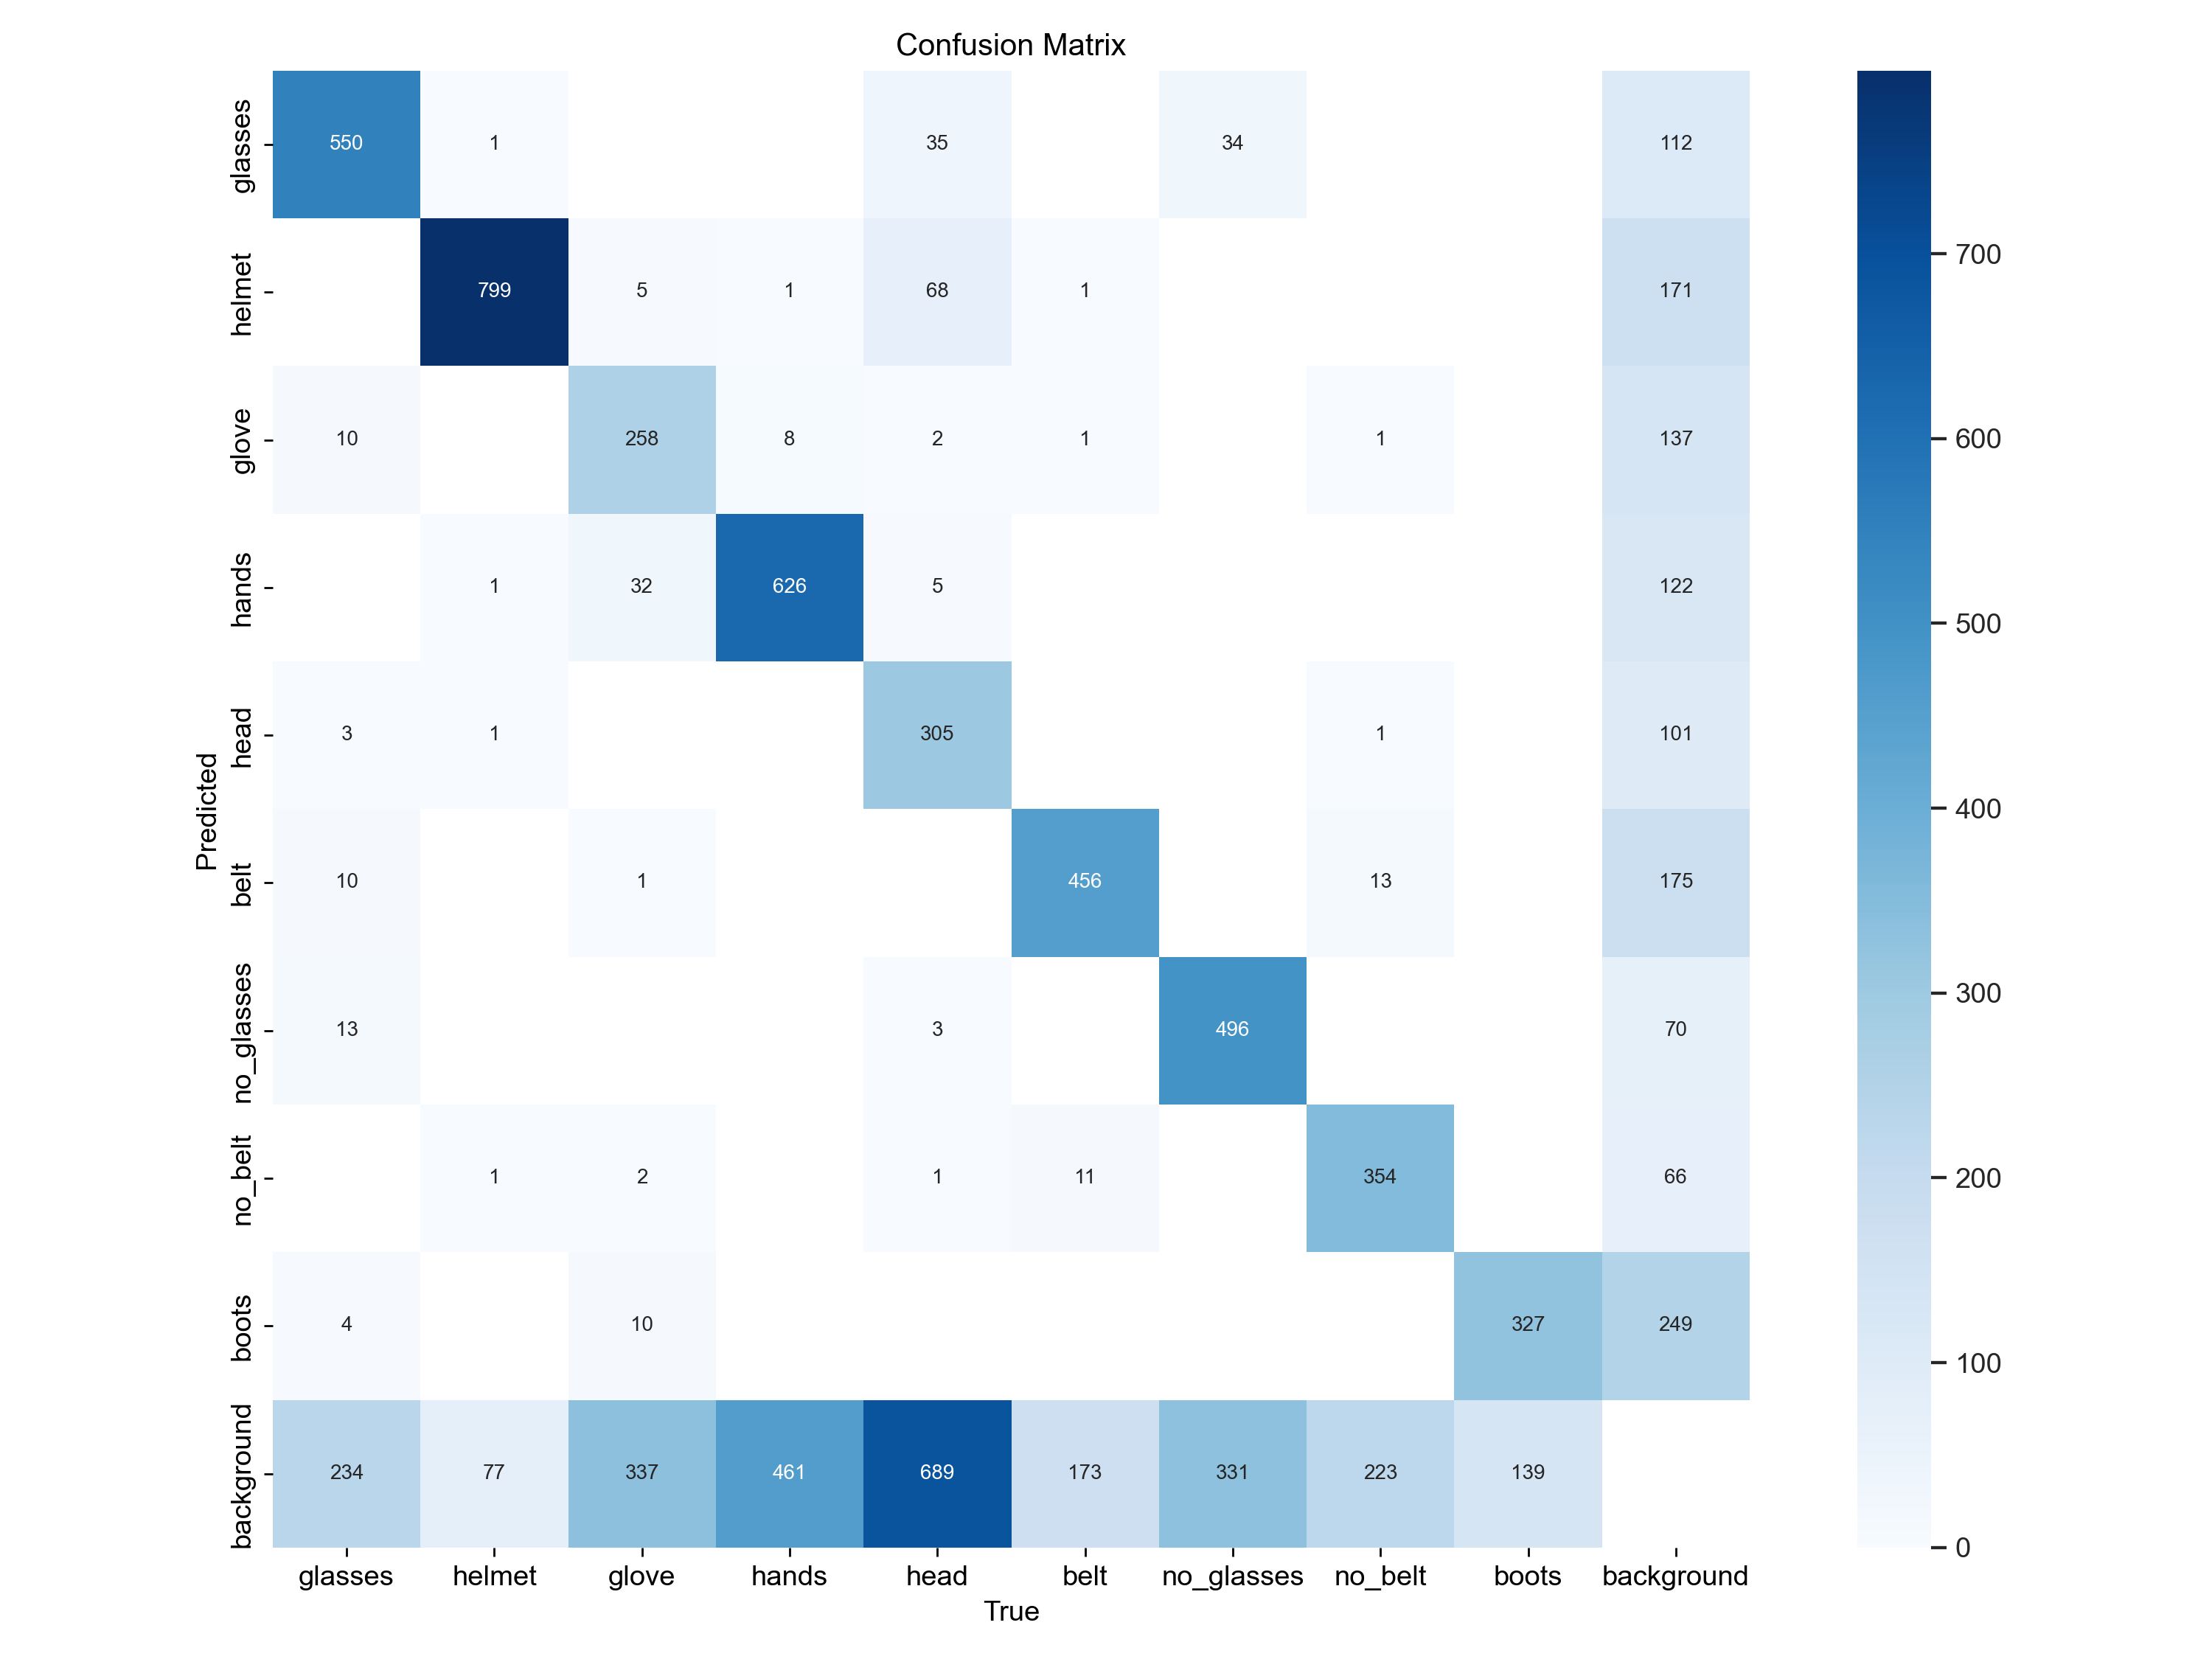 Confusion Matrix
glasses 550 1 35 34 112
helmet 799 5 1 68 1 171
glove 10 258 8 2 1 1 137
hands 1 32 626 5 122
head 3 1 305 1 101
belt 10 1 456 13 175
no_glasses 13 3 496 70
no_belt 1 2 1 11 354 66
boots 4 10 327 249
background 234 77 337 461 689 173 331 223 139
glasses helmet glove hands head belt no_glasses no_belt boots background
True
Predicted
700
600
500
400
300
200
100
0